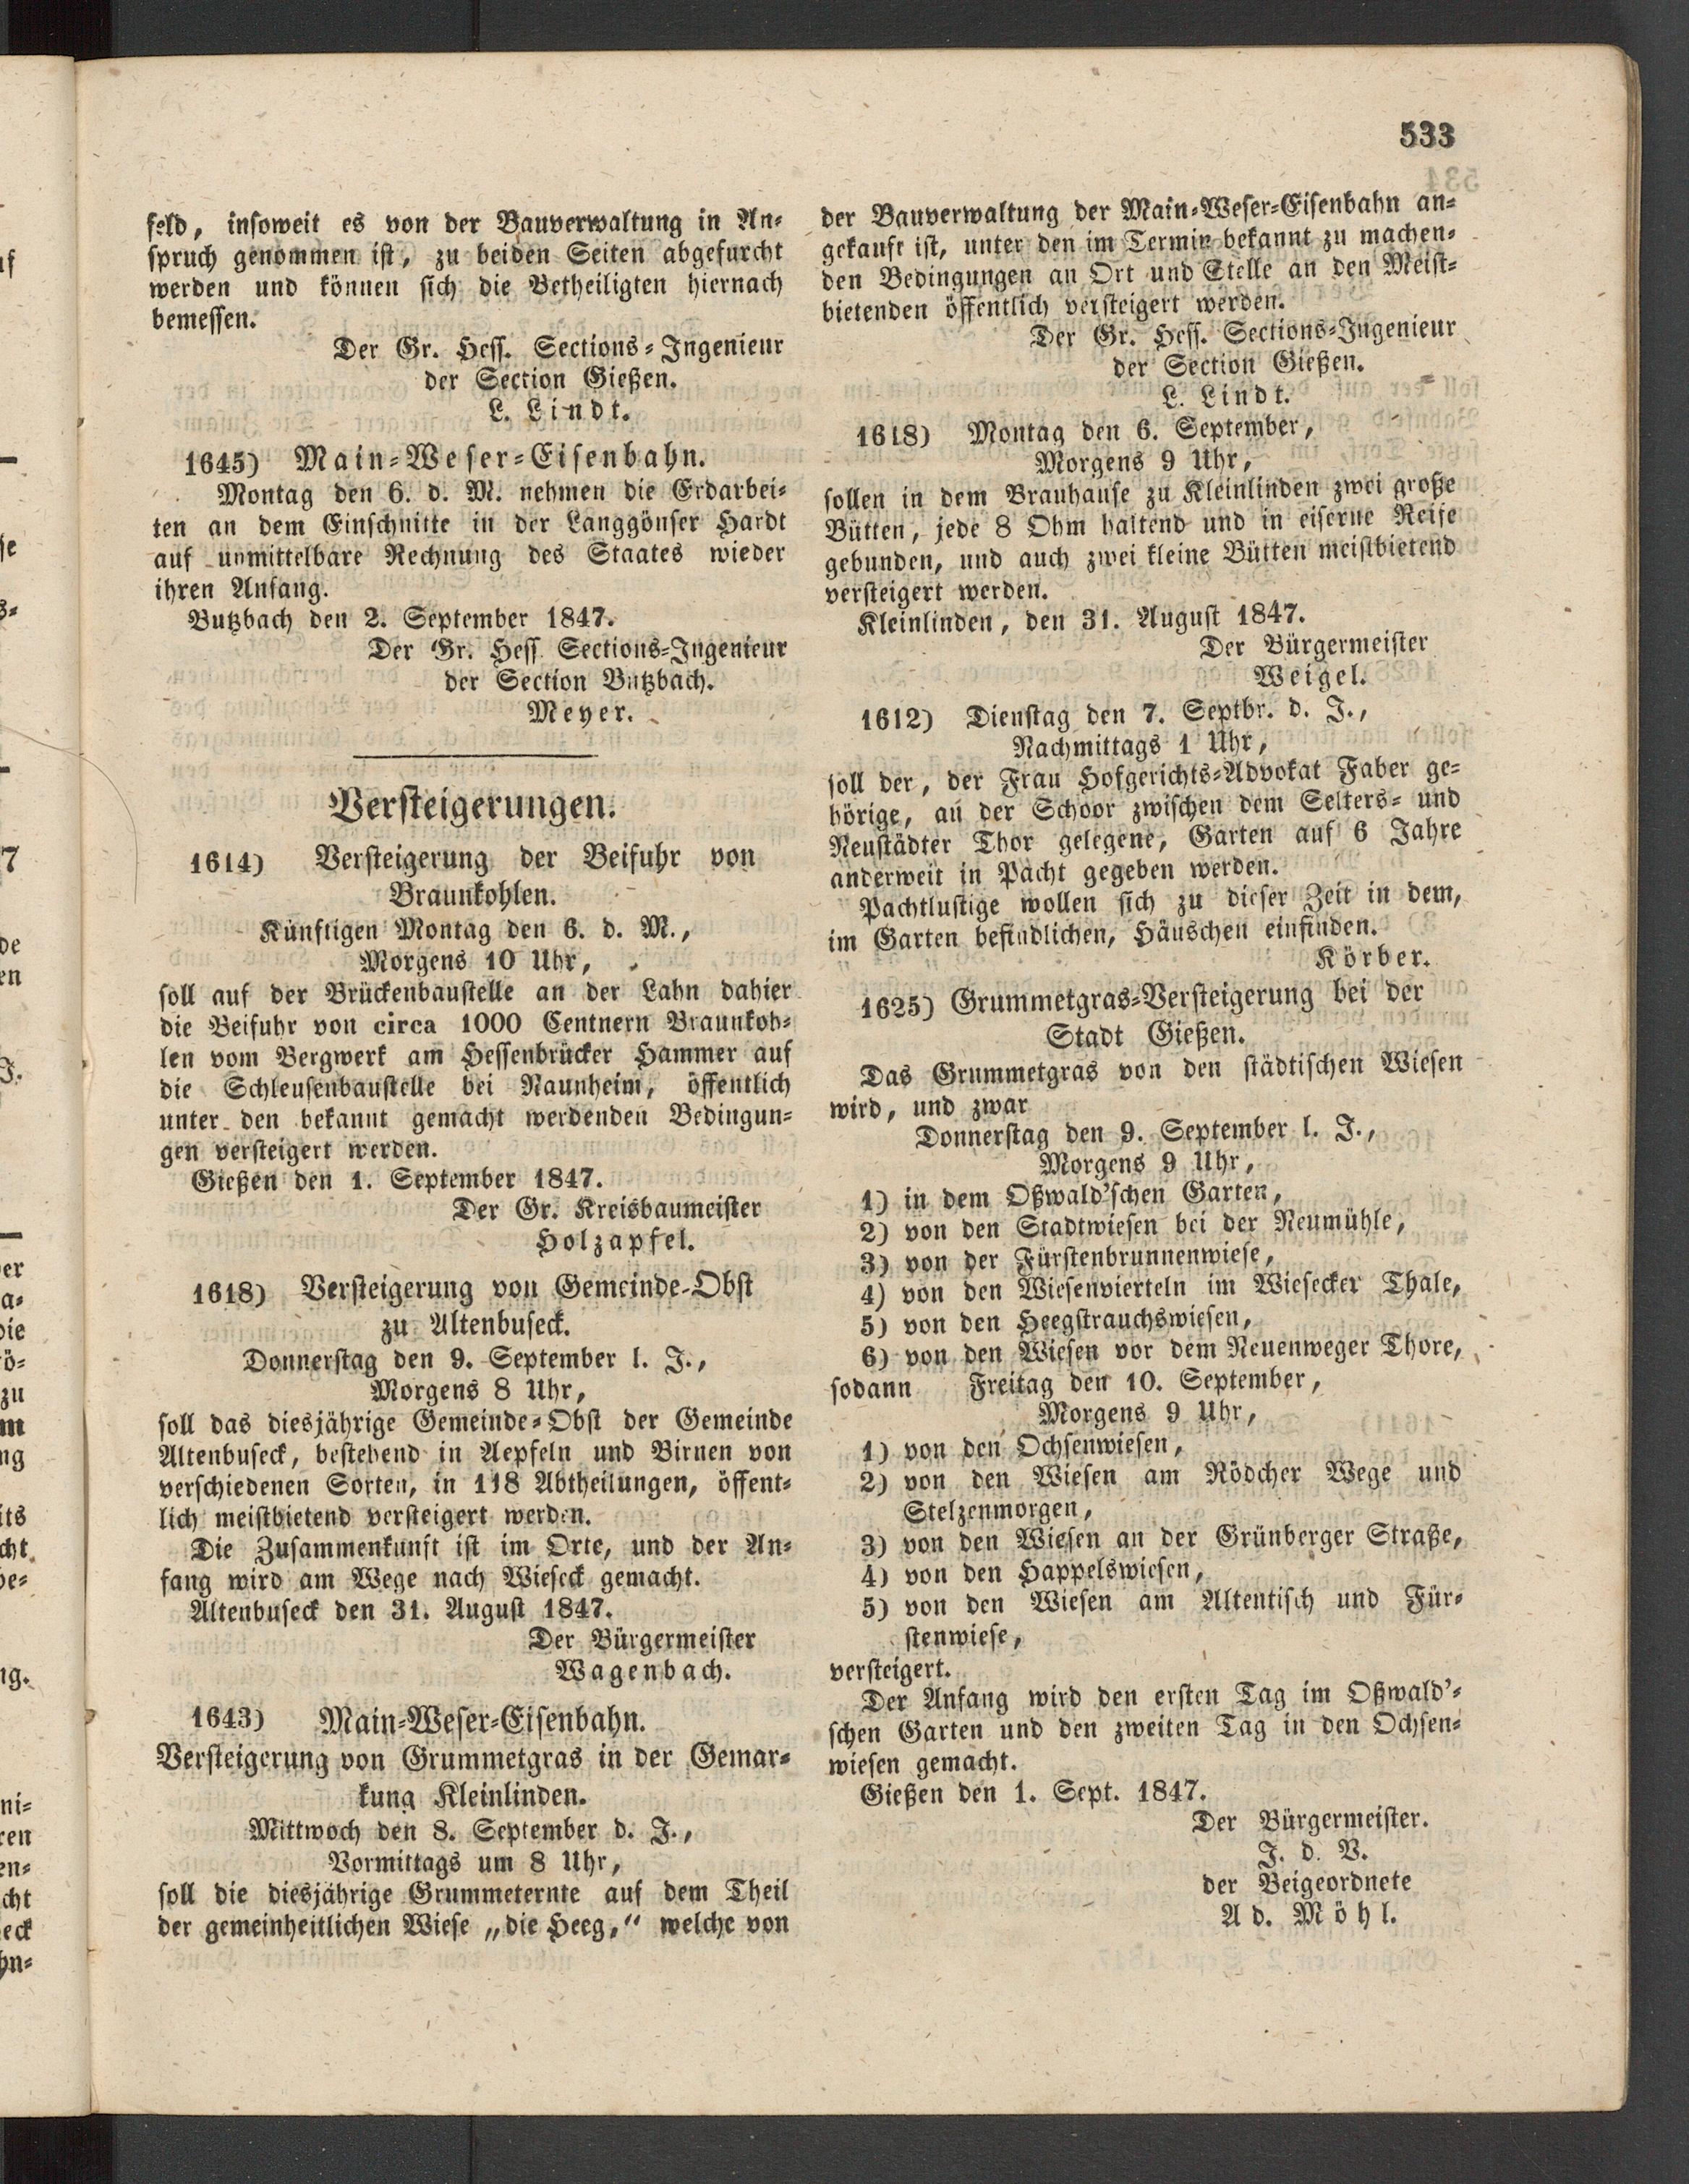 533
feld, insoweit es von der Bauverwaltung in An-
spruch genommen ist, zu beiden Seiten abgefurcht
werden und können sich die Betheiligten hiernach
bemessen.
Der Gr. Hess. Sections-Ingenieur
der Section Gießen.
L. Lindt.
1645) Main-Weser-Eisenbahn.
Montag den 6. d. M. nehmen die Erdarbei-
ten an dem Einschnitte in der Langgönser Hardt
auf unmittelbare Rechnung des Staates wieder
ihren Anfang.
Butzbach den 2. September 1847.
Der Gr. Hess. Sections-Ingenieur
der Section Butzbach.
Meyer.
Versteigerungen.
1614) Versteigerung der Beifuhr von
Braunkohlen.
Künftigen Montag den 6. d. M.,
Morgens 10 Uhr,
soll auf der Brückenbaustelle an der Lahn dahier
die Beifuhr von circa 1000 Centnern Braunkoh-
len vom Bergwerk am Hessenbrücker Hammer auf
die Schleusenbaustelle bei Naunheim, öffentlich
unter den bekannt gemacht werdenden Bedingun-
gen versteigert werden.
Gießen den 1. September 1847.
Der Gr. Kreisbaumeister
Holzapfel.
1618) Versteigerung von Gemeinde-Obst
zu Altenbuseck.
Donnerstag den 9. September l. J.,
Morgens 8 Uhr,
soll das diesjährige Gemeinde-Obst der Gemeinde
Altenbuseck, bestehend in Aepfeln und Birnen von
verschiedenen Sorten, in 118 Abtheilungen, öffent-
lich meistbietend versteigert werden.
Die Zusammenkunft ist im Orte, und der An-
fang wird am Wege nach Wieseck gemacht.
Altenbuseck den 31. August 1847.
Der Bürgermeister
Wagenbach.
1643) Main-Weser-Eisenbahn.
Versteigerung von Grummetgras in der Gemar-
kung Kleinlinden.
Mittwoch den 8. September d. J.,
Vormittags um 8 Uhr,
soll die diesjährige Grummeternte auf dem Theil
der gemeinheitlichen Wiese „die Heeg,“ welche von
der Bauverwaltung der Main-Weser-Eisenbahn an-
gekauft ist, unter den im Termin bekannt zu machen-
den Bedingungen an Ort und Stelle an den Meist-
bietenden öffentlich versteigert werden.
Der Gr. Hess. Sections-Ingenieur
der Section Gießen.
L. Lindt.
1618) Montag den 6. September,
Morgens 9 Uhr,
sollen in dem Brauhause zu Kleinlinden zwei große
Bütten, jede 8 Ohm haltend und in eiserne Reife
gebunden, und auch zwei kleine Bütten meistbietend
versteigert werden.
Kleinlinden, den 31. August 1847.
Der Bürgermeister
Weigel.
1612) Dienstag den 7. Septbr. d. J.,
Nachmittags 1 Uhr,
soll der, der Frau Hofgerichts-Advokat Faber ge-
hörige, an der Schoor zwischen dem Selters- und
Neustädter Thor gelegene, Garten auf 6 Jahre
anderweit in Pacht gegeben werden.
Pachtlustige wollen sich zu dieser Zeit in dem,
im Garten befindlichen, Häuschen einfinden.
Körber.
1625) Grummetgras-Versteigerung bei der
Stadt Gießen.
Das Grummetgras von den städtischen Wiesen
wird, und zwar
Donnerstag den 9. September l. J.,
Morgens 9 Uhr,
1) in dem Oßwald'schen Garten,
2) von den Stadtwiesen bei der Neumühle,
3) von der Fürstenbrunnenwiese,
4) von den Wiesenvierteln im Wiesecker Thale,
5) von den Heegstrauchswiesen,
6) von den Wiesen vor dem Neuenweger Thore,
sodann Freitag den 10. September,
Morgens 9 Uhr,
1) von den Ochsenwiesen,
2) von den Wiesen am Rödcher Wege und
Stelzenmorgen,
3) von den Wiesen an der Grünberger Straße,
4) von den Happelswiesen,
5) von den Wiesen am Altentisch und Für-
stenwiese,
versteigert.
Der Anfang wird den ersten Tag im Oßwald'-
schen Garten und den zweiten Tag in den Ochsen-
wiesen gemacht.
Gießen den 1. Sept. 1847.
Der Bürgermeister.
J. d. V.
der Beigeordnete
Ad. Möhl.